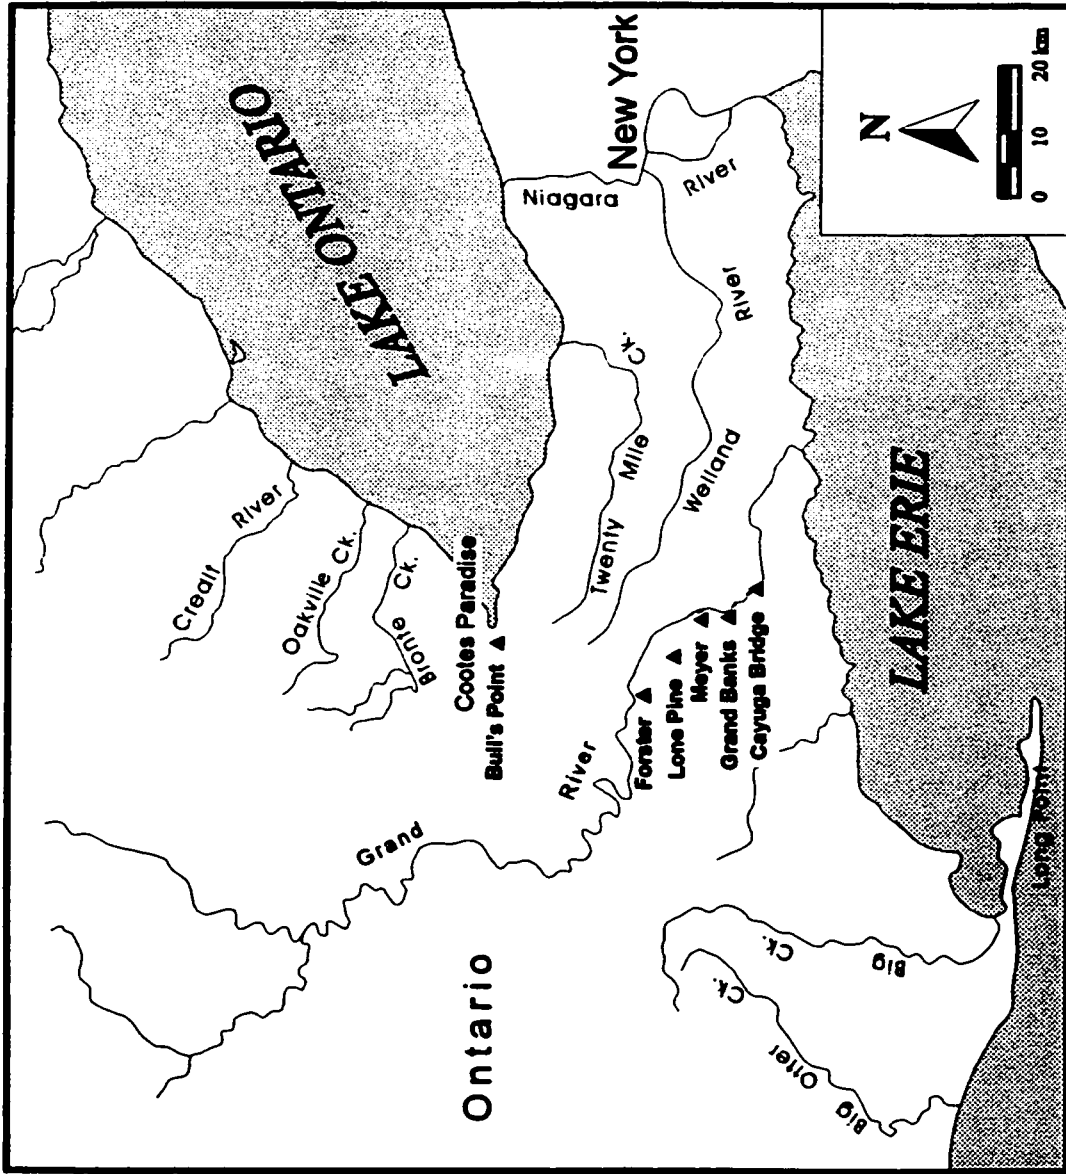 LAKE ONTARIO
New York
Niagara
River
Credit River
Oakville Ck.
Bronte Ck.
Cootes Paradise
Bull's Point
Twenty Mile Ck.
Welland River
Grand River
Forster
Lone Pine
Meyer
Grand Banks
Cayuga Bridge
Ontario
LAKE ERIE
Long Point
Big Ck.
Big Otter Ck.
N
0 10 20 km